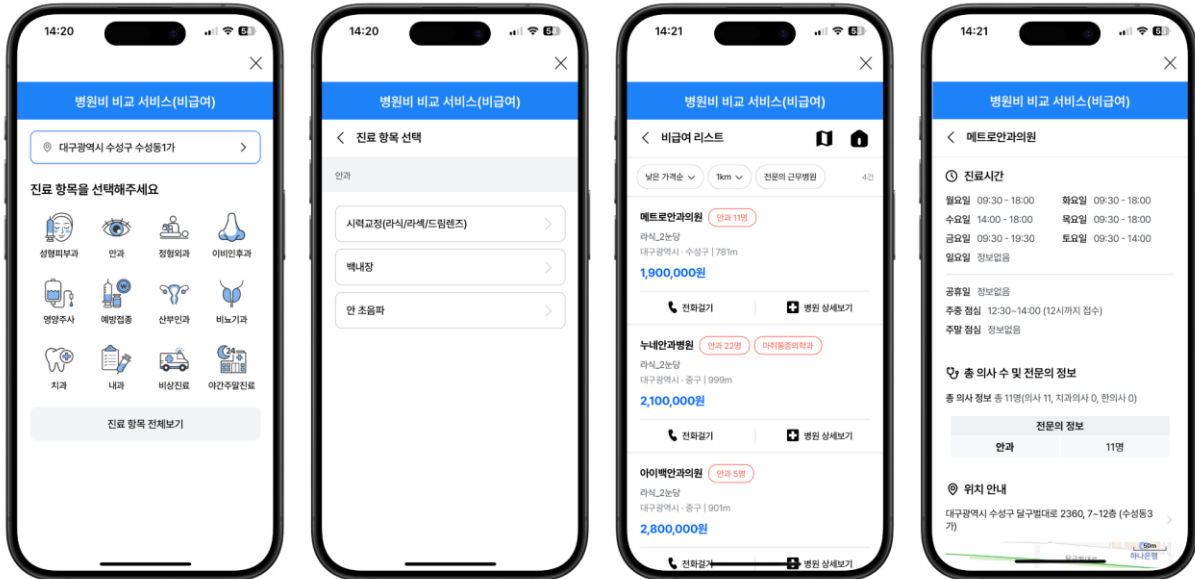 14:20
병원비 비교 서비스(비급여)
대구광역시 수성구 수성동1가
진료 항목을 선택해주세요
성형피부과 안과 정형외과 이비인후과
영양주사 예방접종 산부인과 비뇨기과
치과 내과 비상진료 야간주말진료
진료 항목 전체보기
14:20
병원비 비교 서비스(비급여)
진료 항목 선택
안과
시력교정(라식/라섹/드림렌즈)
백내장
안 초음파
14:21
병원비 비교 서비스(비급여)
비급여 리스트
낮은 가격순 1km 전문의 근무병원 4건
메트로안과의원 안과 11명
라식_2눈당
대구광역시 · 수성구 | 781m
1,900,000원
전화걸기 병원 상세보기
누네안과병원 안과 22명 마취통증의학과
라식_2눈당
대구광역시 · 중구 | 999m
2,100,000원
전화걸기 병원 상세보기
아이백안과의원 안과 5명
라식_2눈당
대구광역시 · 중구 | 901m
2,800,000원
전화걸기 병원 상세보기
14:21
병원비 비교 서비스(비급여)
메트로안과의원
진료시간
월요일 09:30 - 18:00 화요일 09:30 - 18:00
수요일 14:00 - 18:00 목요일 09:30 - 18:00
금요일 09:30 - 19:30 토요일 09:30 - 14:00
일요일 정보없음
공휴일 정보없음
주중 점심 12:30~14:00 (12시까지 접수)
주말 점심 정보없음
총 의사 수 및 전문의 정보
총 의사 정보 총 11명(의사 11, 치과의사 0, 한의사 0)
전문의 정보
안과 11명
위치 안내
대구광역시 수성구 달구벌대로 2360, 7~12층 (수성동3
가)
50m
하나은행